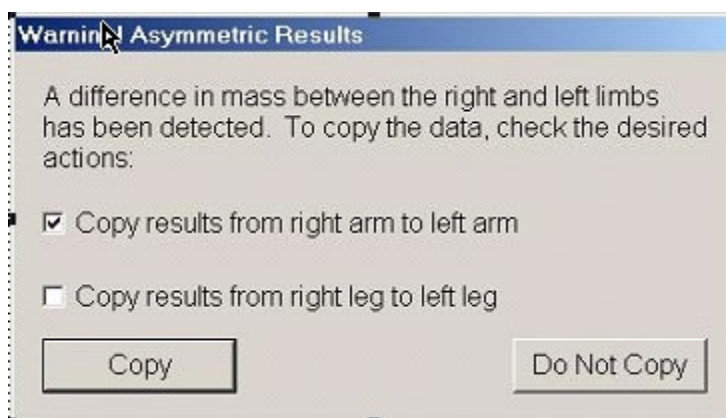 Warning! Asymmetric Results
A difference in mass between the right and left limbs
has been detected. To copy the data, check the desired
actions:
Copy results from right arm to left arm
Copy results from right leg to left leg
Copy
Do Not Copy